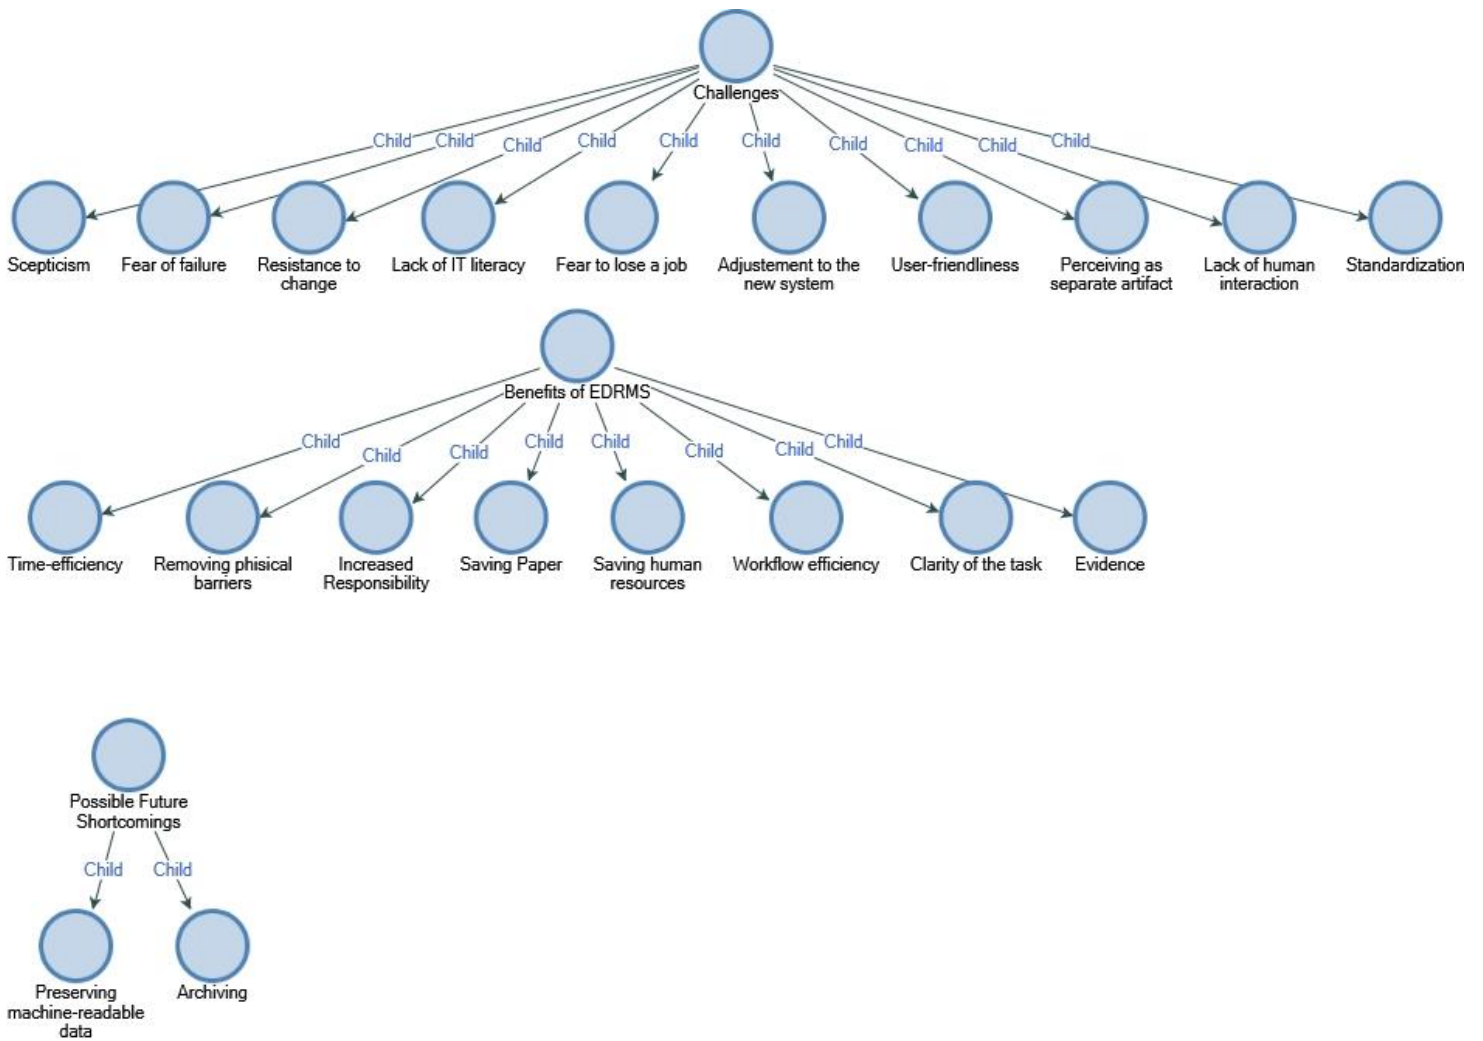 Challenges
Child Child Child Child Child Child Child Child Child Child
Scepticism
Fear of failure
Resistance to
change
Lack of IT literacy
Fear to lose a job
Adjustement to the
new system
User-friendliness
Perceiving as
separate artifact
Lack of human
interaction
Standardization
Benefits of EDRMS
Child Child Child Child Child Child Child Child
Time-efficiency
Removing phisical
barriers
Increased
Responsibility
Saving Paper
Saving human
resources
Workflow efficiency
Clarity of the task
Evidence
Possible Future
Shortcomings
Child Child
Preserving
machine-readable
data
Archiving